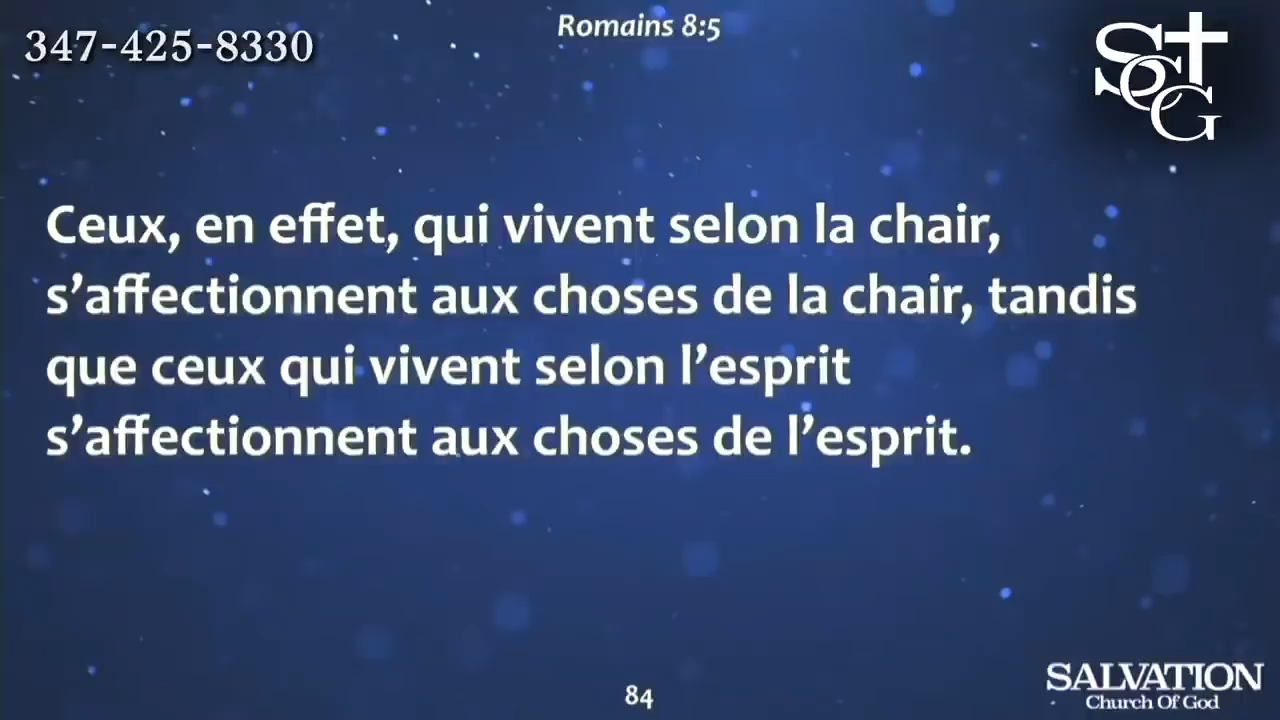 Romains 8:5
347-425-8330
SCG
Ceux, en effet, qui vivent selon la chair,
s’affectionnent aux choses de la chair, tandis
que ceux qui vivent selon l’esprit
s’affectionnent aux choses de l’esprit.
84
SALVATION
Church Of God